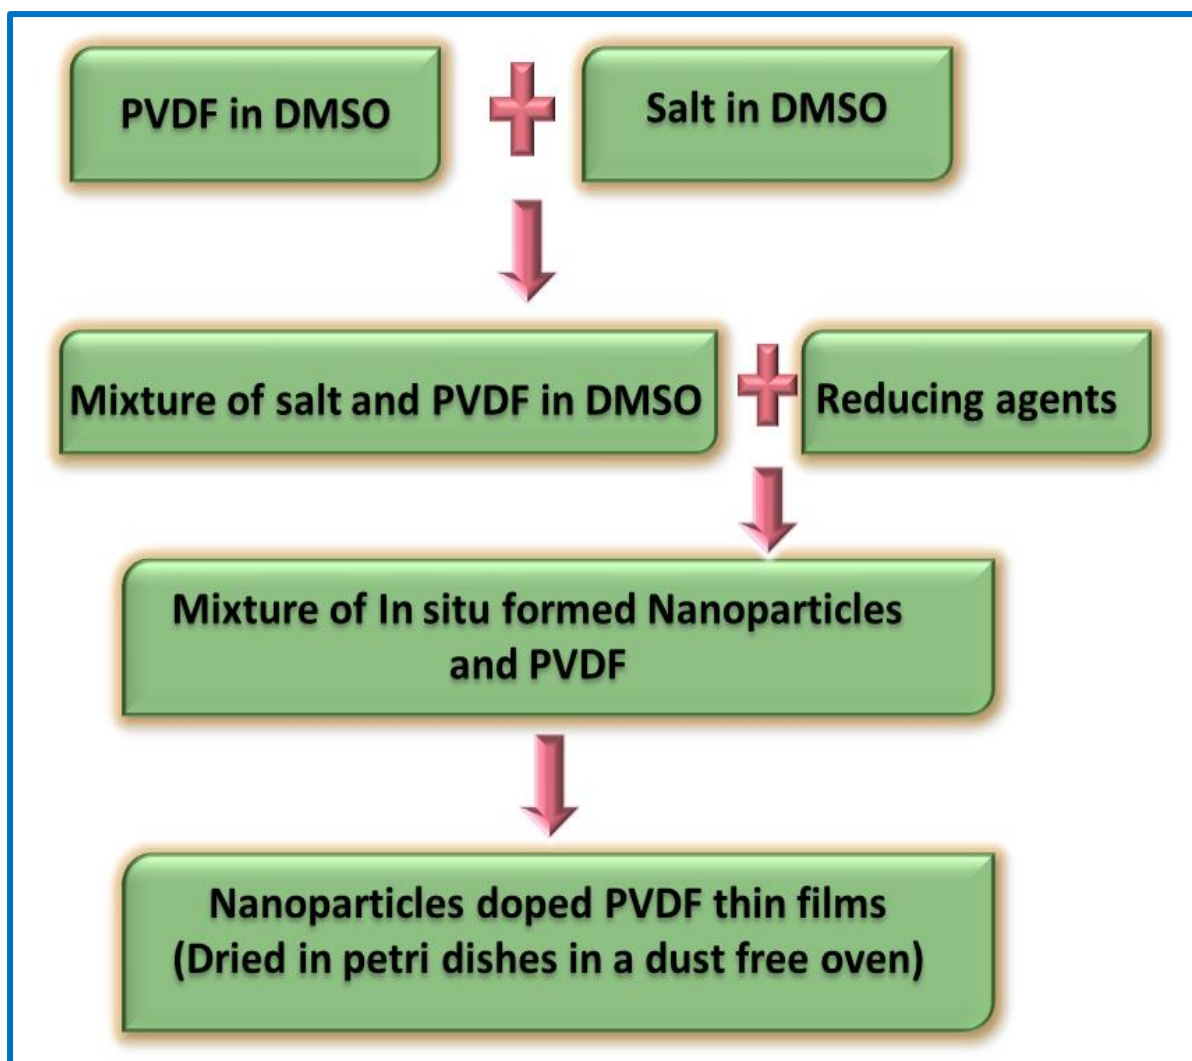 PVDF in DMSO
Salt in DMSO
Mixture of salt and PVDF in DMSO
Reducing agents
Mixture of In situ formed Nanoparticles
and PVDF
Nanoparticles doped PVDF thin films
(Dried in petri dishes in a dust free oven)